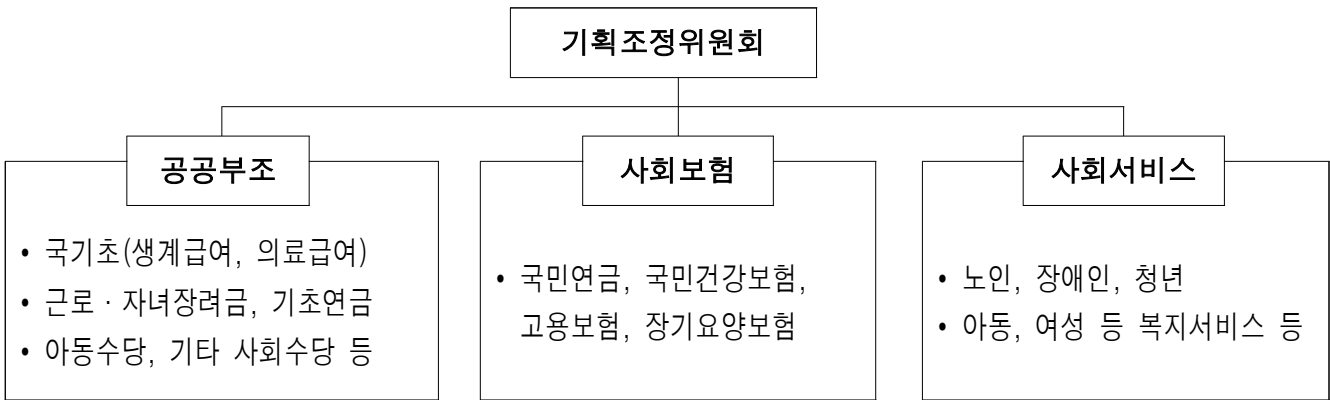 기획조정위원회
공공부조
• 국기초(생계급여, 의료급여)
• 근로 · 자녀장려금, 기초연금
• 아동수당, 기타 사회수당 등
사회보험
• 국민연금, 국민건강보험,
고용보험, 장기요양보험
사회서비스
• 노인, 장애인, 청년
• 아동, 여성 등 복지서비스 등